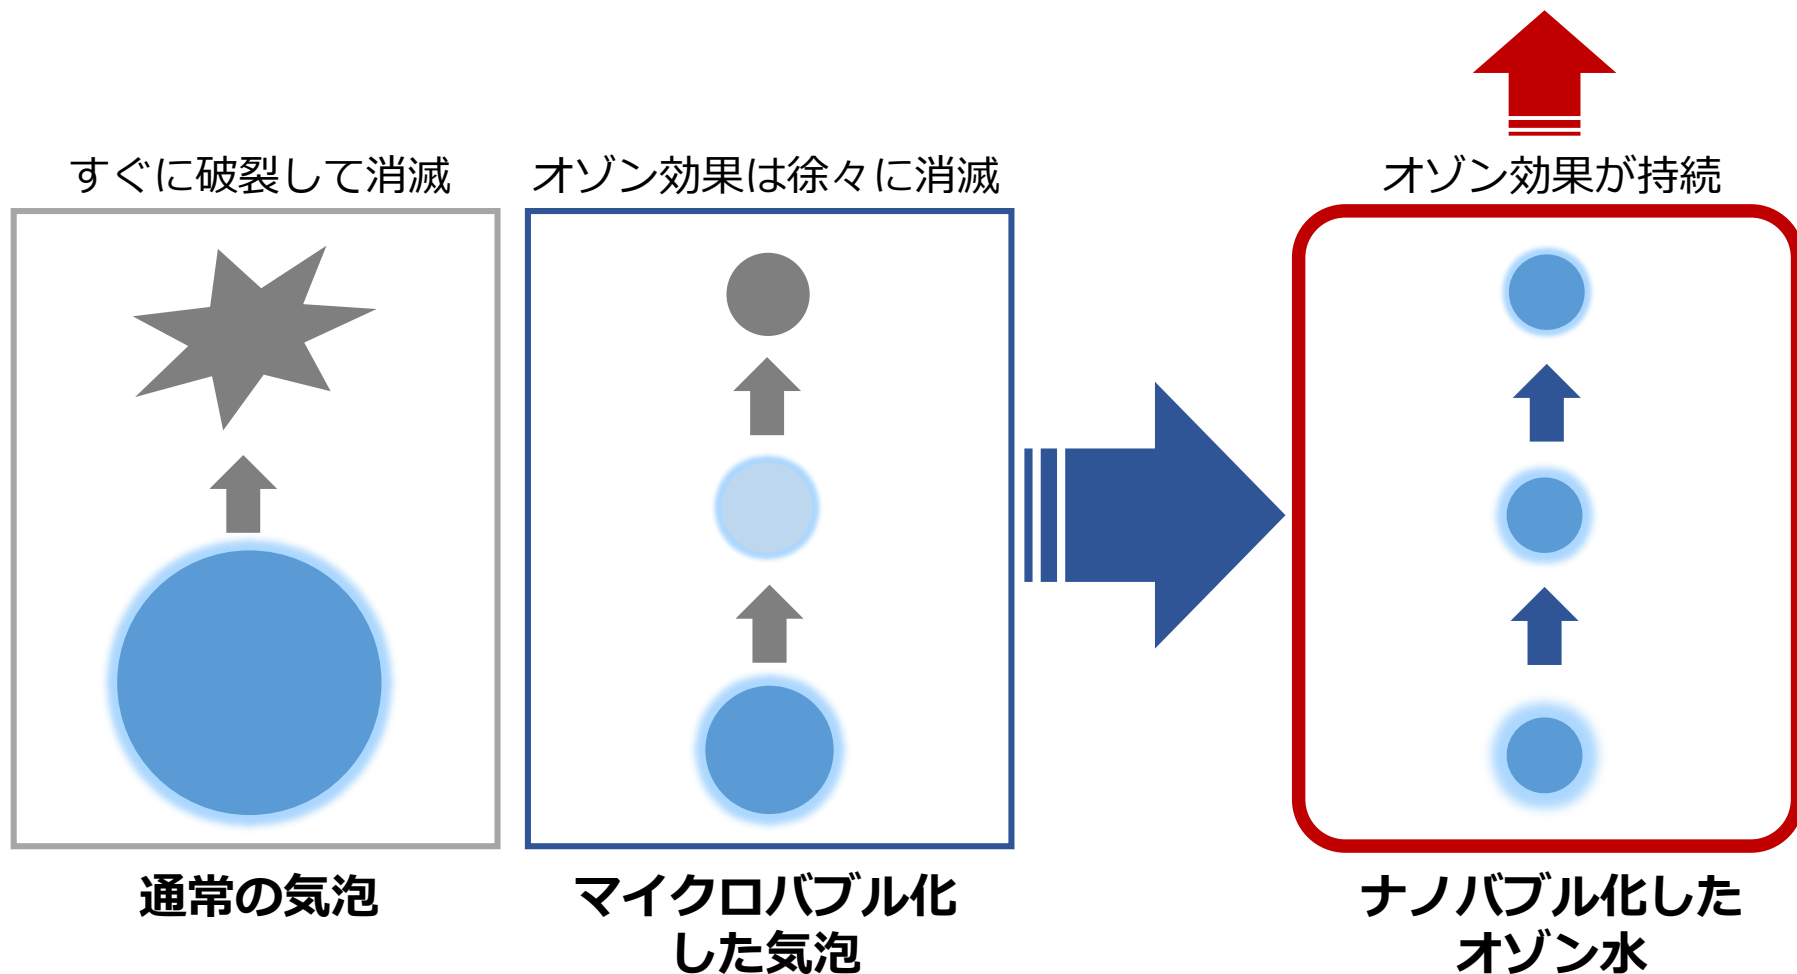 すぐに破裂して消滅
オゾン効果は徐々に消滅
オゾン効果が持続
通常の気泡
マイクロバブル化
した気泡
ナノバブル化した
オゾン水